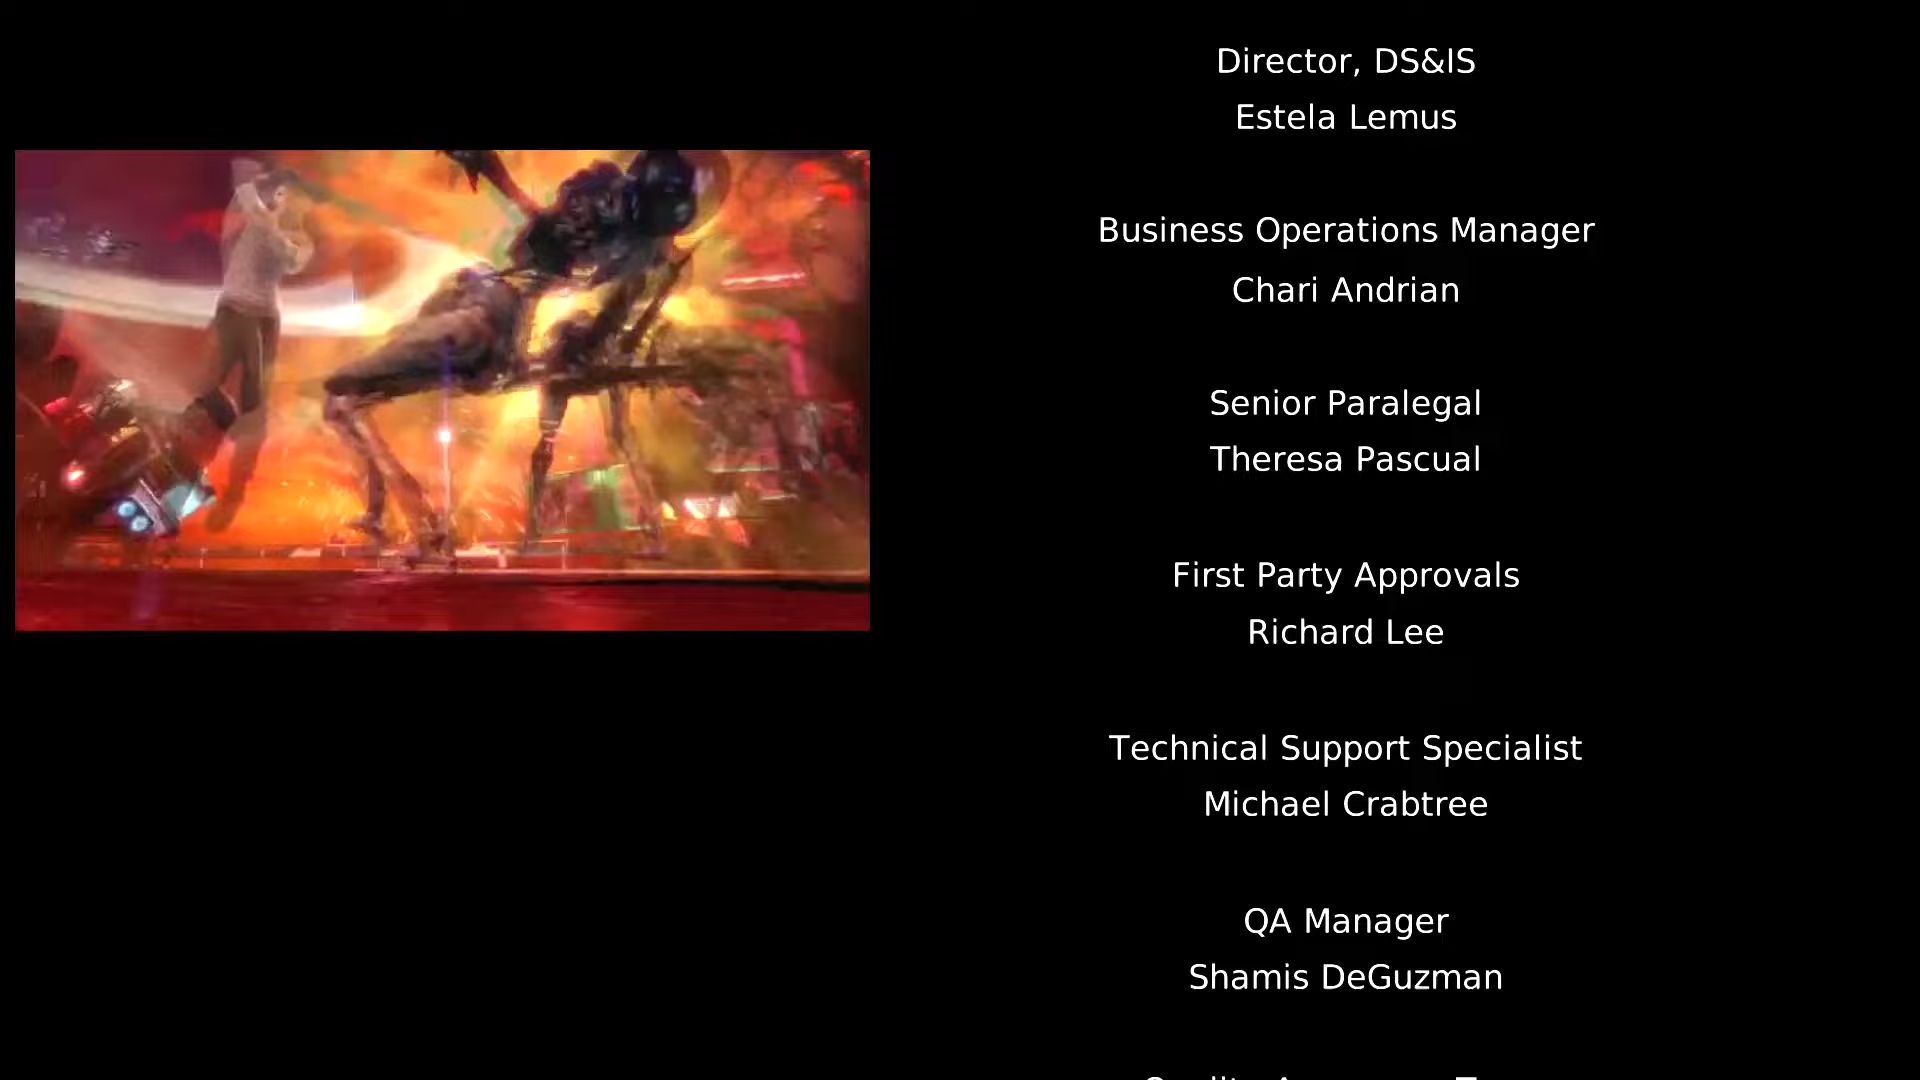 Director, DS&IS
Estela Lemus
Business Operations Manager
Chari Andrian
Senior Paralegal
Theresa Pascual
First Party Approvals
Richard Lee
Technical Support Specialist
Michael Crabtree
QA Manager
Shamis DeGuzman